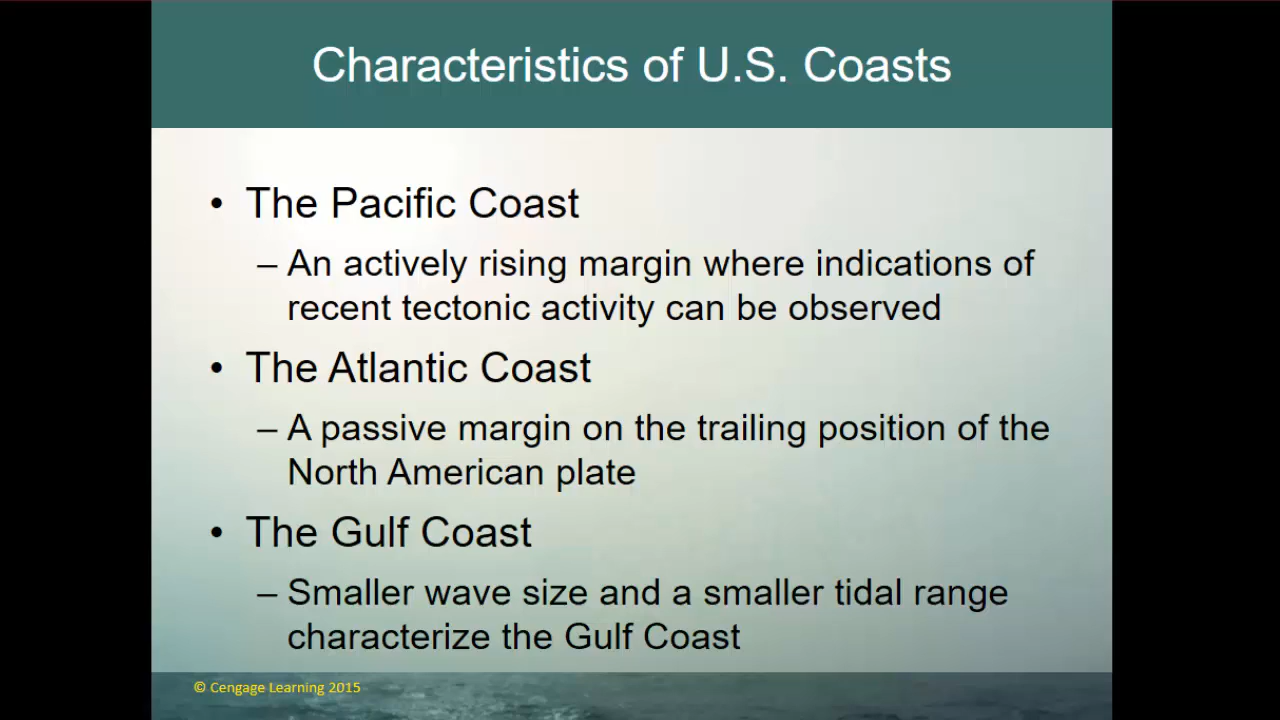 Characteristics of U.S. Coasts
• The Pacific Coast
– An actively rising margin where indications of
recent tectonic activity can be observed
• The Atlantic Coast
– A passive margin on the trailing position of the
North American plate
• The Gulf Coast
– Smaller wave size and a smaller tidal range
characterize the Gulf Coast
© Cengage Learning 2015